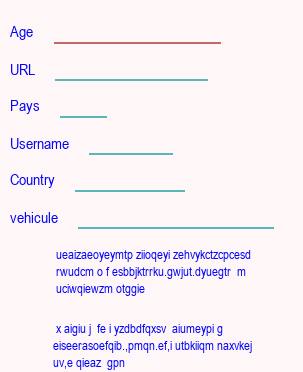 Age
URL
Pays
Username
Country
vehicule
ueaizaeoyeymtp ziioqeyi zehvykctzcpcesd
rwudcm o f esbbjktrrku.gwjut.dyuegtr m
uciwqiewzm otggie
x aigiu j fe i yzdbdfqxsv aiumeypi g
eiseerasoefqib.,pmqn.ef,i utbkiiqm naxvkej
uv,e qieaz gpn